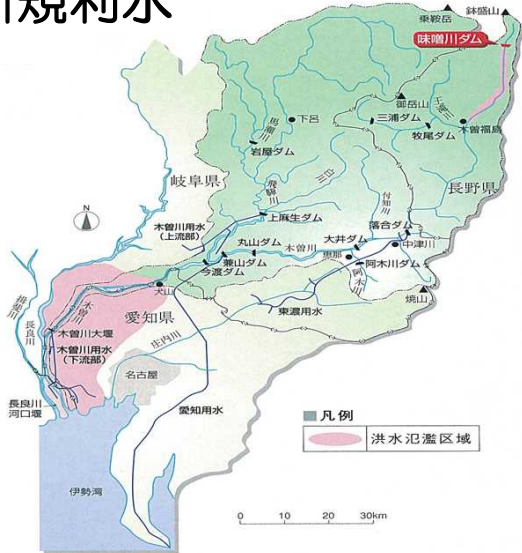 規利水
乗鞍岳
鉢盛山
味噌川ダム
御岳山
三浦ダム
牧尾ダム
木曽福島
王滝川
下呂
馬瀬川
岩屋ダム
飛騨川
白川
付知川
長野県
岐阜県
N
木曽川用水
(上流部)
上麻生ダム
丸山ダム
木曽川
大井ダム
落合ダム
中津川
恵那
阿木川ダム
阿木川
兼山ダム
今渡ダム
焼山
犬山
東濃用水
愛知県
木曽川
揖斐川
長良川
木曽川大堰
木曽川用水
(下流部)
庄内川
名古屋
長良川
河口堰
愛知用水
伊勢湾
凡例
洪水氾濫区域
0 10 20 30km